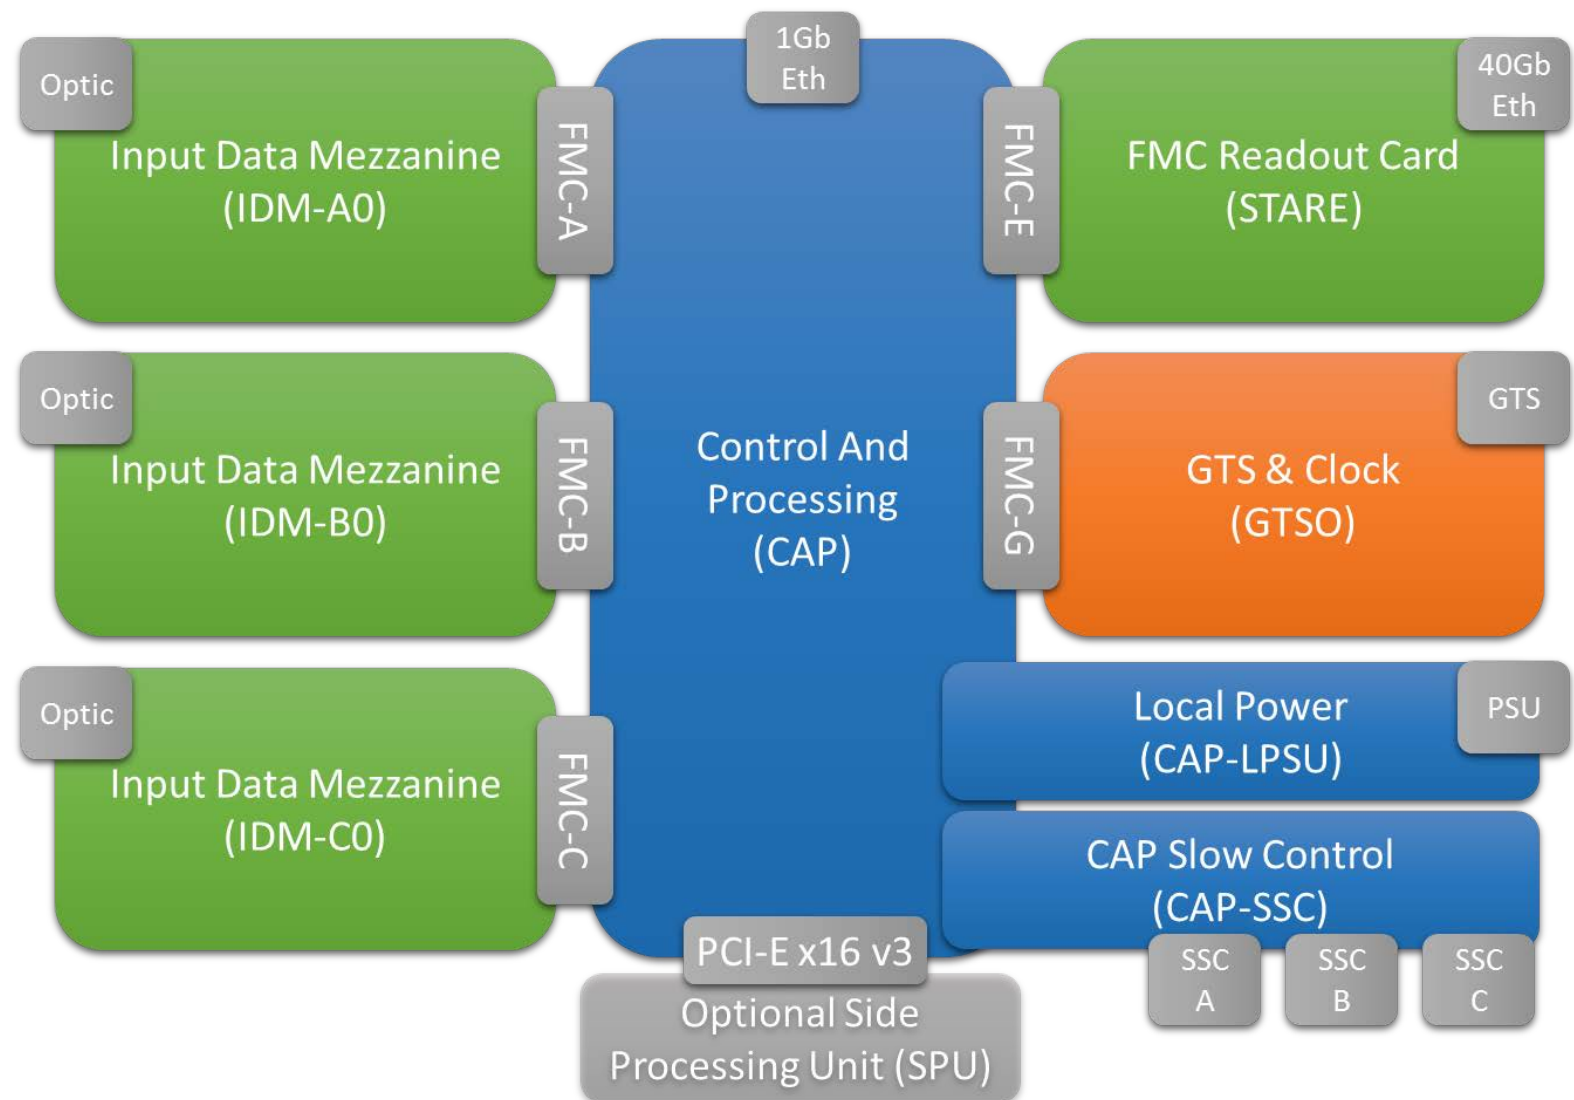 Optic
Input Data Mezzanine
(IDM-A0)
FMC-A
Optic
Input Data Mezzanine
(IDM-B0)
FMC-B
Optic
Input Data Mezzanine
(IDM-C0)
FMC-C
1Gb
Eth
Control And
Processing
(CAP)
PCI-E x16 v3
Optional Side
Processing Unit (SPU)
FMC-E
40Gb
Eth
FMC Readout Card
(STARE)
FMC-G
GTS
GTS & Clock
(GTSO)
PSU
Local Power
(CAP-LPSU)
CAP Slow Control
(CAP-SSC)
SSC
A
SSC
B
SSC
C